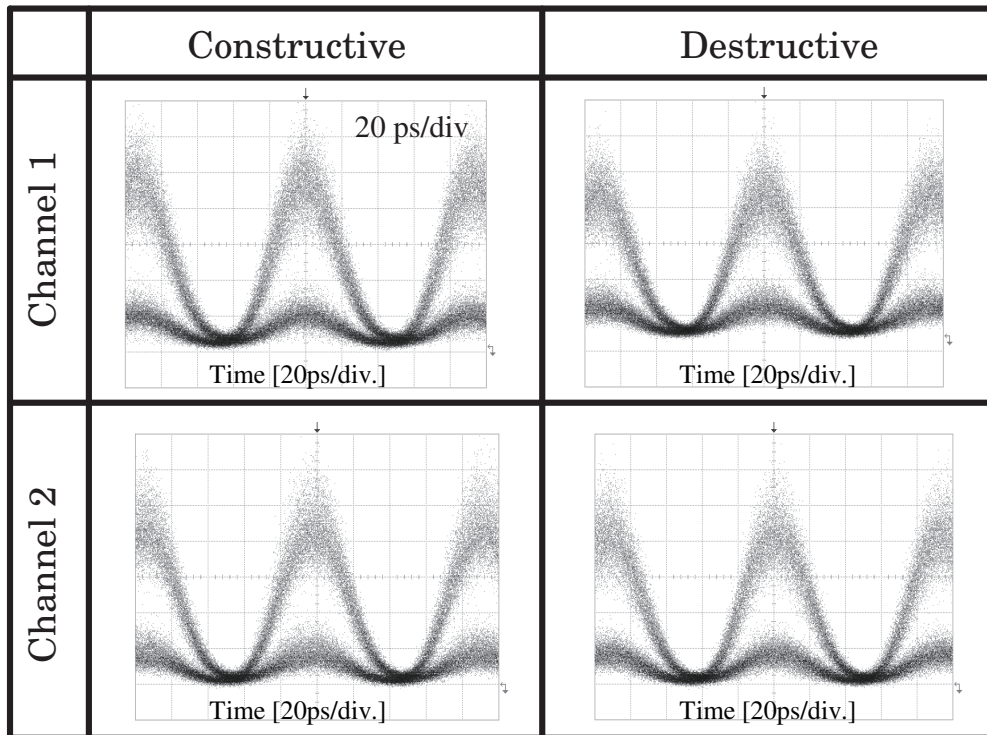 Constructive
Destructive
Channel 1
20 ps/div
Time [20ps/div.]
Time [20ps/div.]
Channel 2
Time [20ps/div.]
Time [20ps/div.]